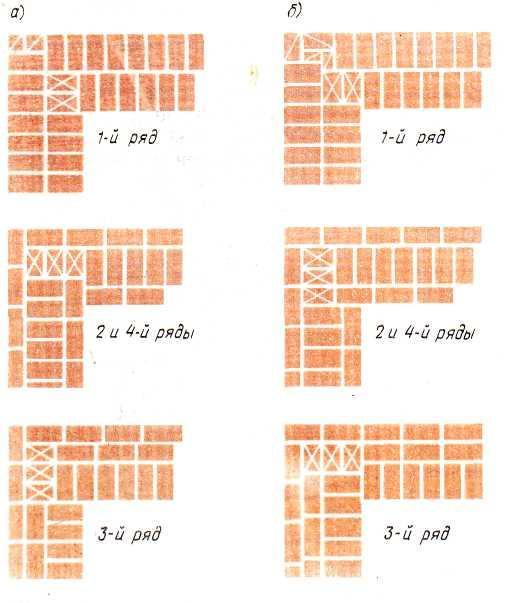 а)
б)
1-й ряд
1-й ряд
2 и 4-й ряды
2 и 4-й ряды
3-й ряд
3-й ряд